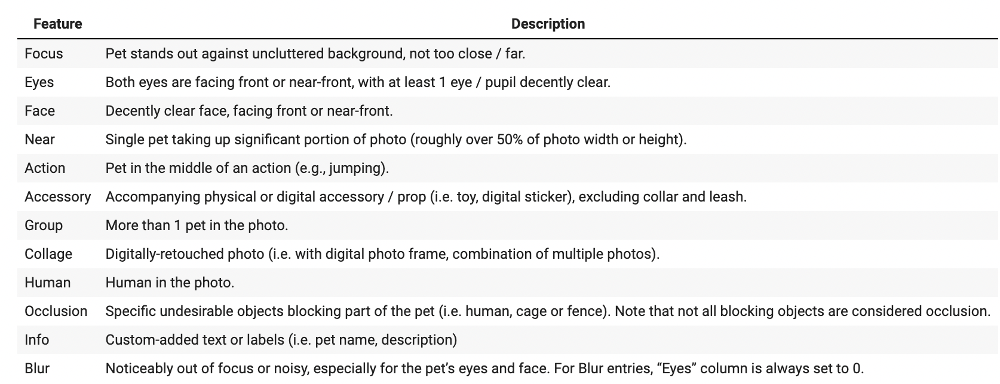 Feature Description
Focus Pet stands out against uncluttered background, not too close / far.
Eyes Both eyes are facing front or near-front, with at least 1 eye / pupil decently clear.
Face Decently clear face, facing front or near-front.
Near Single pet taking up significant portion of photo (roughly over 50% of photo width or height).
Action Pet in the middle of an action (e.g., jumping).
Accessory Accompanying physical or digital accessory / prop (i.e. toy, digital sticker), excluding collar and leash.
Group More than 1 pet in the photo.
Collage Digitally-retouched photo (i.e. with digital photo frame, combination of multiple photos).
Human Human in the photo.
Occlusion Specific undesirable objects blocking part of the pet (i.e. human, cage or fence). Note that not all blocking objects are considered occlusion.
Info Custom-added text or labels (i.e. pet name, description)
Blur Noticeably out of focus or noisy, especially for the pet’s eyes and face. For Blur entries, “Eyes” column is always set to 0.